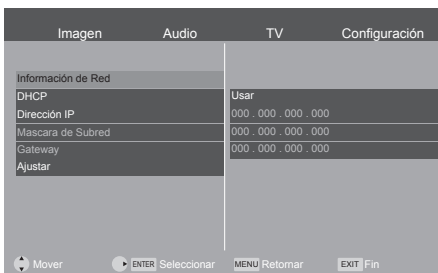 Imagen Audio TV Configuración
Información de Red
DHCP Usar
Dirección IP 000 . 000 . 000 . 000
Mascara de Subred 000 . 000 . 000 . 000
Gateway 000 . 000 . 000 . 000
Ajustar
Mover ENTER Seleccionar MENU Retornar EXIT Fin